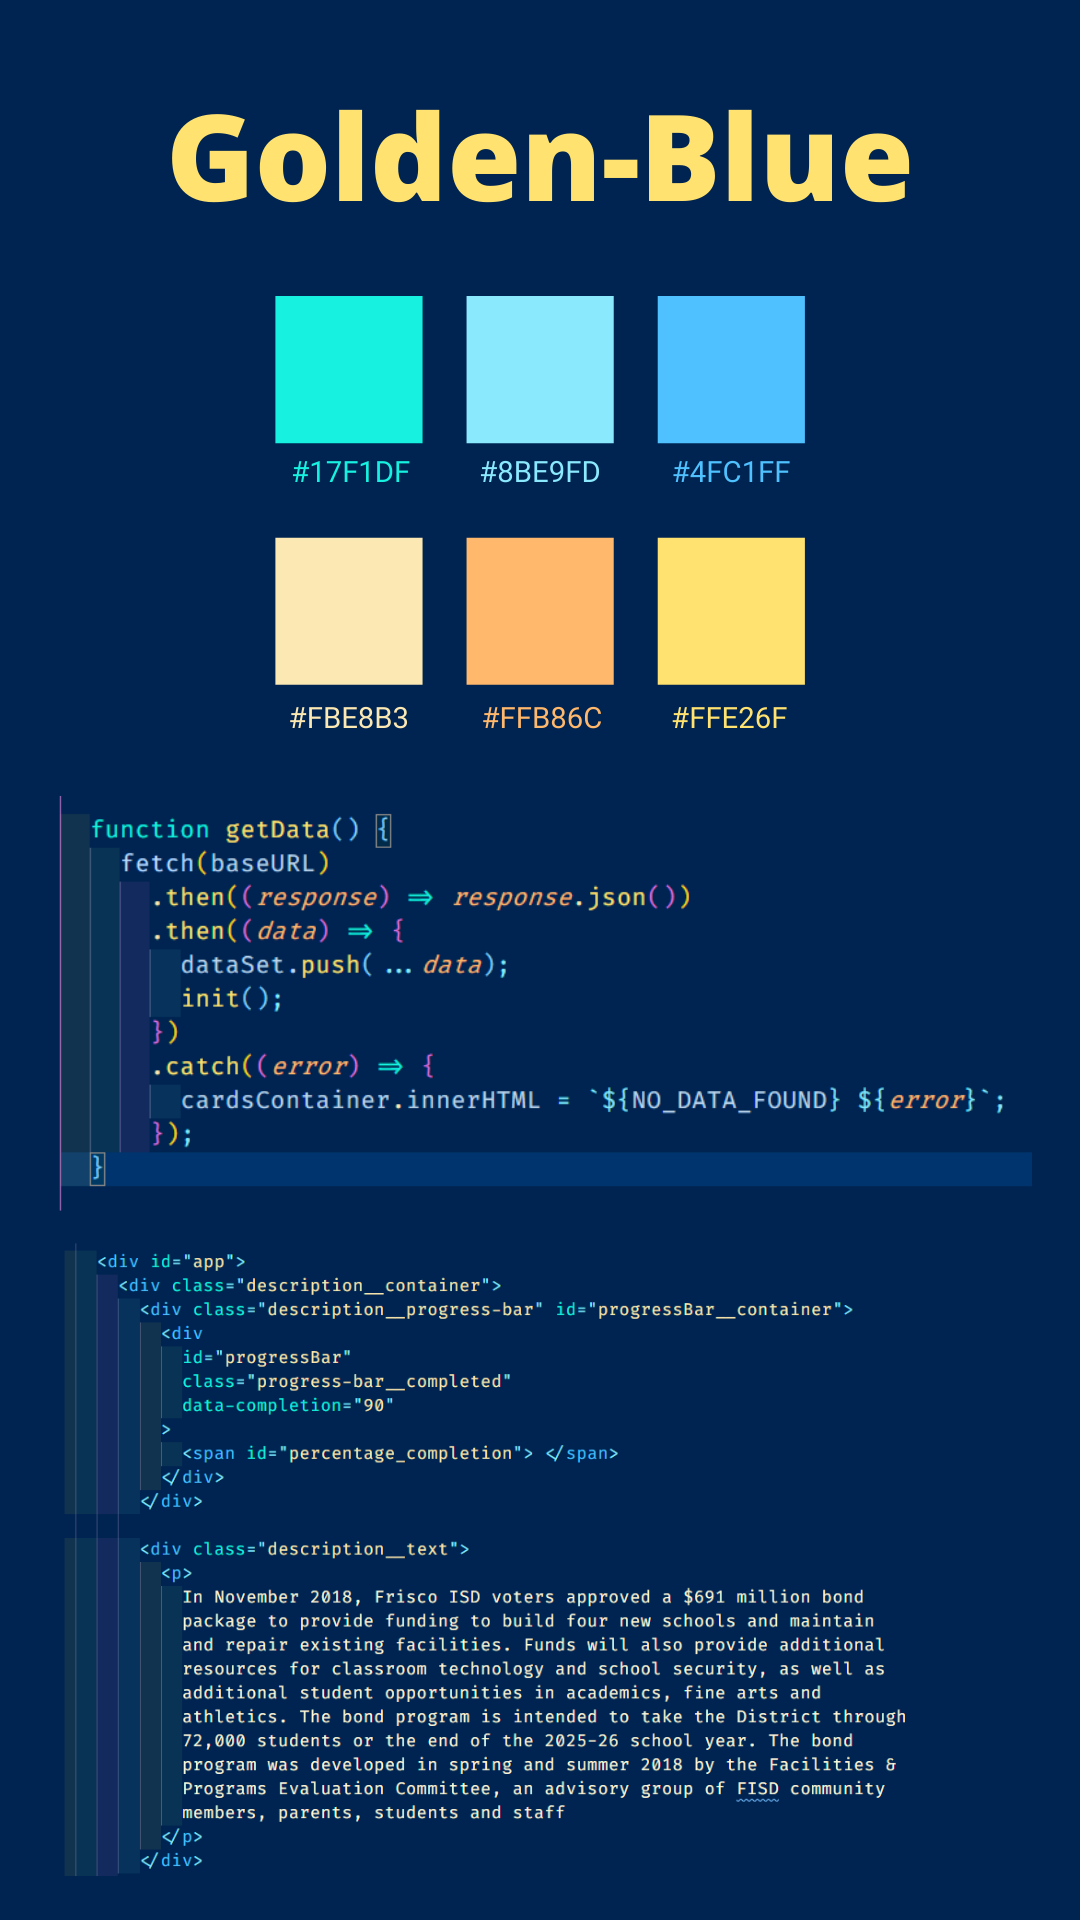 Golden-Blue
#17F1DF #8BE9FD #4FC1FF
#FBE8B3 #FFB86C #FFE26F
function getData() {
  fetch(baseURL)
    .then((response) => response.json())
    .then((data) => {
      dataSet.push(...data);
      init();
    })
    .catch((error) => {
      cardsContainer.innerHTML = `${NO_DATA_FOUND} ${error}`;
    });
}
<div id="app">
  <div class="description__container">
    <div class="description__progress-bar" id="progressBar__container">
      <div
        id="progressBar"
        class="progress-bar__completed"
        data-completion="90"
      >
        <span id="percentage_completion"> </span>
      </div>
    </div>
    <div class="description__text">
      <p>
        In November 2018, Frisco ISD voters approved a $691 million bond
        package to provide funding to build four new schools and maintain
        and repair existing facilities. Funds will also provide additional
        resources for classroom technology and school security, as well as
        additional student opportunities in academics, fine arts and
        athletics. The bond program is intended to take the District through
        72,000 students or the end of the 2025-26 school year. The bond
        program was developed in spring and summer 2018 by the Facilities &
        Programs Evaluation Committee, an advisory group of FISD community
        members, parents, students and staff
      </p>
    </div>